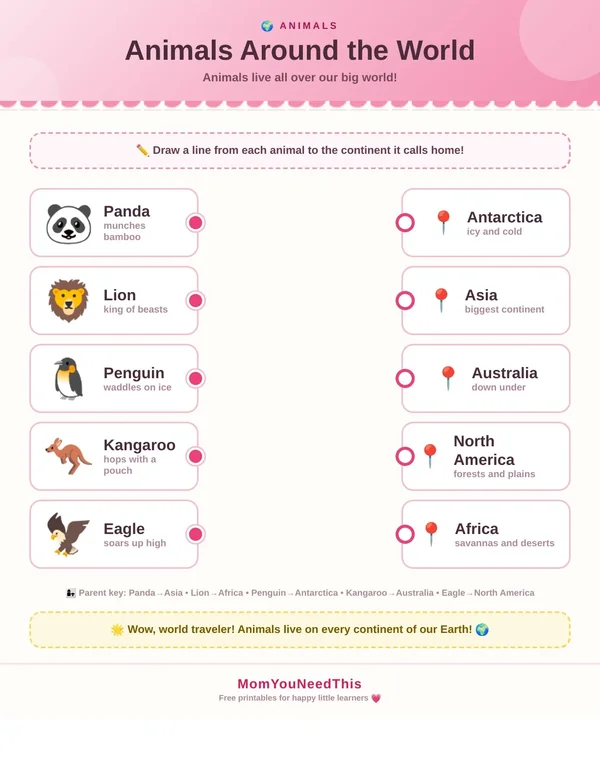 🌍 ANIMALS
Animals Around the World
Animals live all over our big world!
✏️ Draw a line from each animal to the continent it calls home!
Panda
munches
bamboo
Antarctica
icy and cold
Lion
king of beasts
Asia
biggest continent
Penguin
waddles on ice
Australia
down under
Kangaroo
hops with a
pouch
North
America
forests and plains
Eagle
soars up high
Africa
savannas and deserts
👩‍👧 Parent key: Panda→Asia • Lion→Africa • Penguin→Antarctica • Kangaroo→Australia • Eagle→North America
🌟 Wow, world traveler! Animals live on every continent of our Earth! 🌍
MomYouNeedThis
Free printables for happy little learners 💗